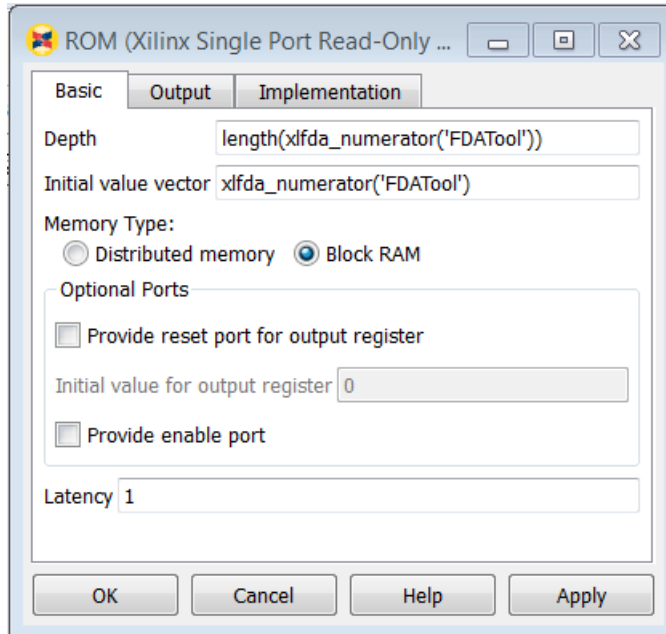 ROM (Xilinx Single Port Read-Only ...
Basic Output Implementation
Depth length(xlfda_numerator('FDATool'))
Initial value vector xlfda_numerator('FDATool')
Memory Type:
Distributed memory Block RAM
Optional Ports
Provide reset port for output register
Initial value for output register 0
Provide enable port
Latency 1
OK Cancel Help Apply